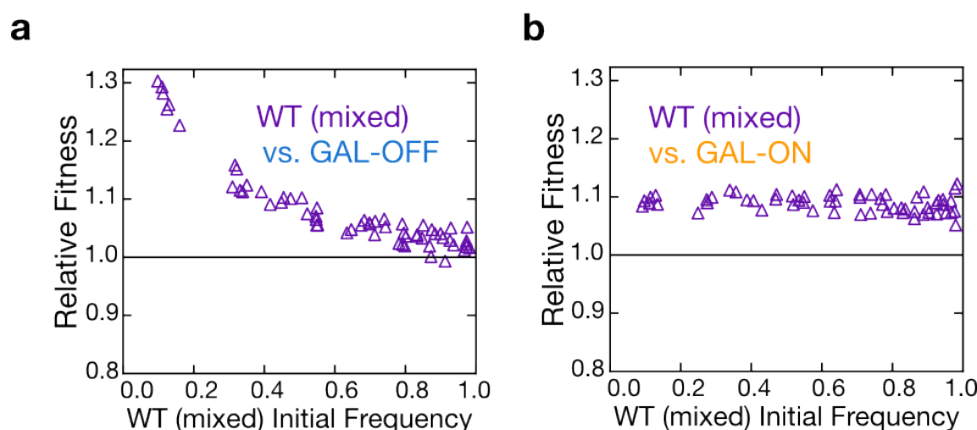 a
1.3
1.2
1.1
1.0
0.9
0.8
Relative Fitness
WT (mixed)
vs. GAL-OFF
0.0 0.2 0.4 0.6 0.8 1.0
WT (mixed) Initial Frequency
b
1.3
1.2
1.1
1.0
0.9
0.8
Relative Fitness
WT (mixed)
vs. GAL-ON
0.0 0.2 0.4 0.6 0.8 1.0
WT (mixed) Initial Frequency